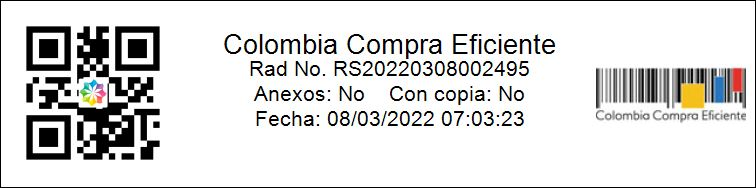 Colombia Compra Eficiente
Rad No. RS20220308002495
Anexos: No    Con copia: No
Fecha: 08/03/2022 07:03:23
Colombia Compra Eficiente